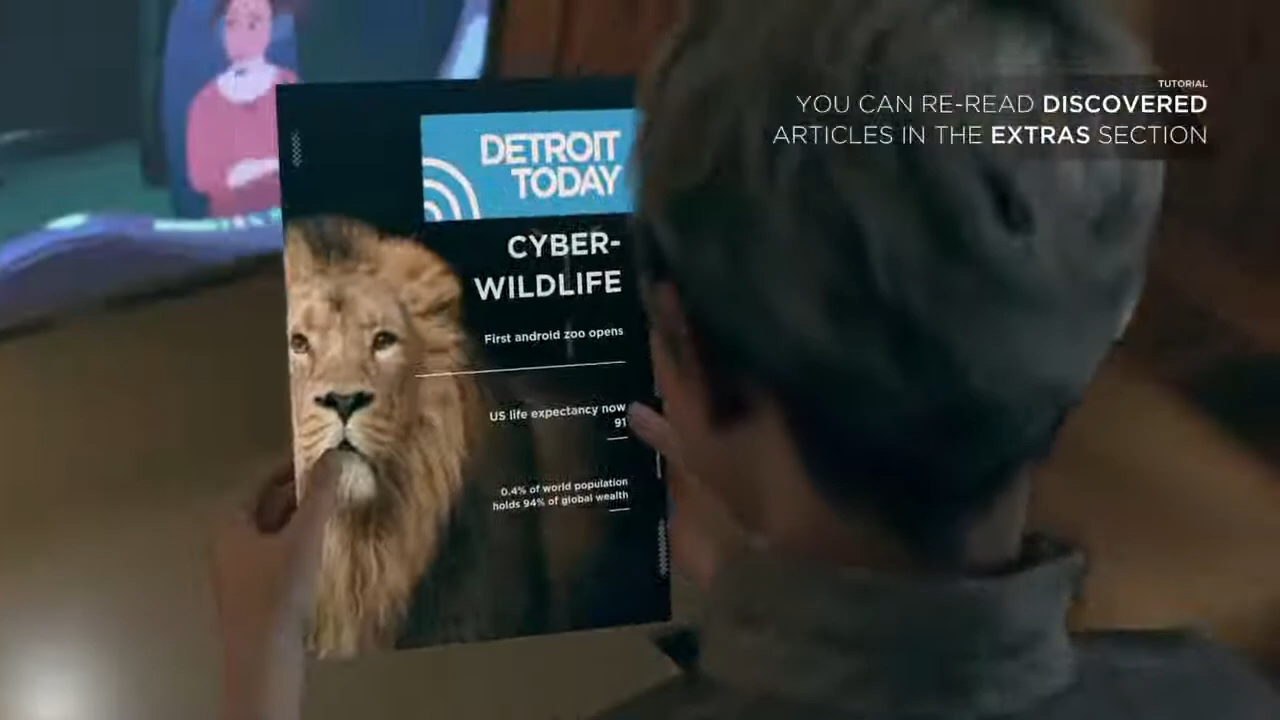 TUTORIAL
YOU CAN RE-READ DISCOVERED
ARTICLES IN THE EXTRAS SECTION
DETROIT
TODAY
CYBER-
WILDLIFE
First android zoo opens
US life expectancy now
91
0.4% of world population
holds 94% of global wealth